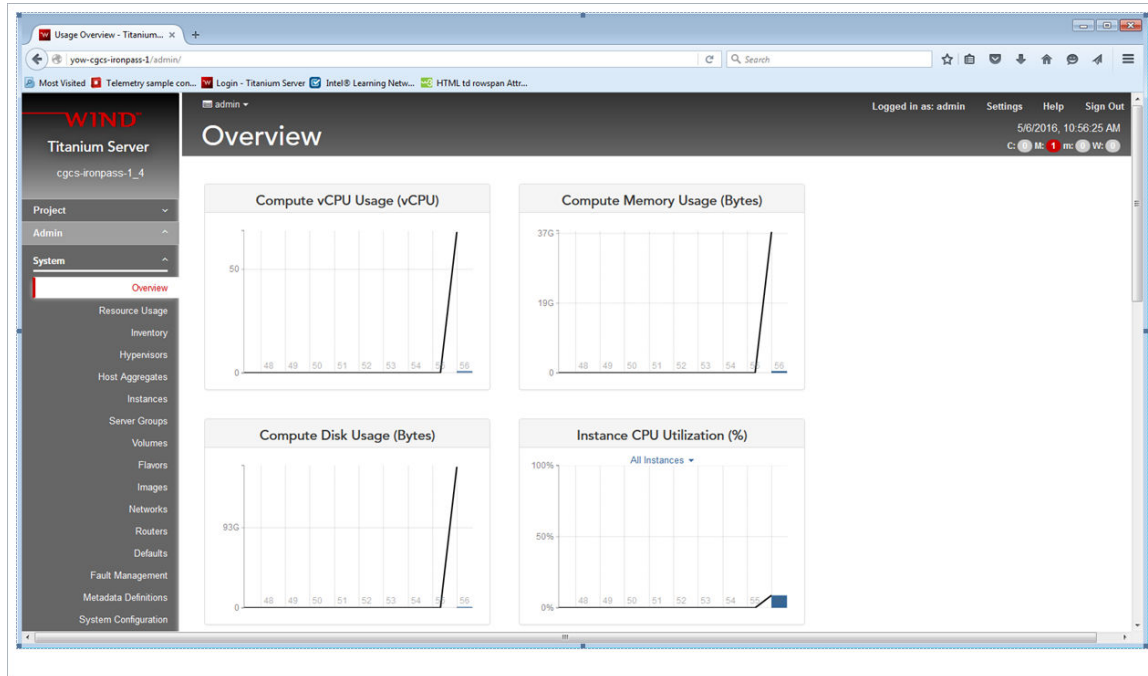 Usage Overview - Titanium... × +
yow-cgcs-ironpass-1/admin/
Search
Most Visited Telemetry sample con... Login - Titanium Server Intel® Learning Netw... HTML td rowspan Attr...
WIND
Titanium Server
cgcs-ironpass-1_4
admin
Logged in as: admin Settings Help Sign Out
Overview
5/6/2016, 10:56:25 AM
C: 0 M: 1 m: 0 W: 0
Project
Admin
System
Overview
Resource Usage
Inventory
Hypervisors
Host Aggregates
Instances
Server Groups
Volumes
Flavors
Images
Networks
Routers
Defaults
Fault Management
Metadata Definitions
System Configuration
Compute vCPU Usage (vCPU)
50
0
48 49 50 51 52 53 54 55 56
Compute Memory Usage (Bytes)
37G
19G
0
48 49 50 51 52 53 54 55 56
Compute Disk Usage (Bytes)
93G
0
48 49 50 51 52 53 54 55 56
Instance CPU Utilization (%)
All Instances
100%
50%
0%
48 49 50 51 52 53 54 55